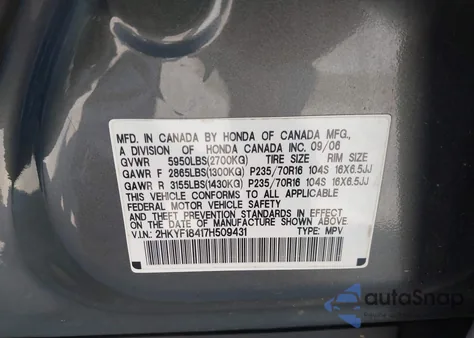 MFD. IN CANADA BY HONDA OF CANADA MFG.,
A DIVISION OF HONDA CANADA INC. 09/06
GVWR 5950LBS(2700KG) TIRE SIZE RIM SIZE
GAWR F 2865LBS(1300KG) P235/70R16 104S 16X6.5JJ
GAWR R 3155LBS(1430KG) P235/70R16 104S 16X6.5JJ
THIS VEHICLE CONFORMS TO ALL APPLICABLE
FEDERAL MOTOR VEHICLE SAFETY STANDARDS
IN EFFECT ON THE DATE OF MANUFACTURE
SHOWN ABOVE.
V.I.N.: 2HKYF18417H509431 TYPE: MPV
autoSnap